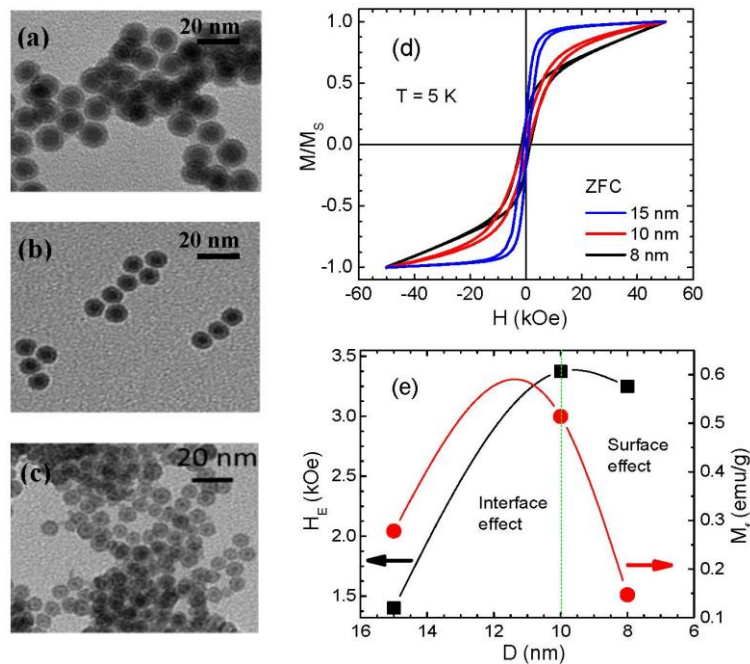 (a)
20 nm
(b)
20 nm
(c)
20 nm
(d)
T = 5 K
ZFC
15 nm
10 nm
8 nm
1.0
0.5
0.0
-0.5
-1.0
M/M_S
-60 -40 -20 0 20 40 60
H (kOe)
(e)
3.5
3.0
2.5
2.0
1.5
H_E (kOe)
Interface
effect
Surface
effect
0.6
0.5
0.4
0.3
0.2
0.1
M_r (emu/g)
16 14 12 10 8 6
D (nm)